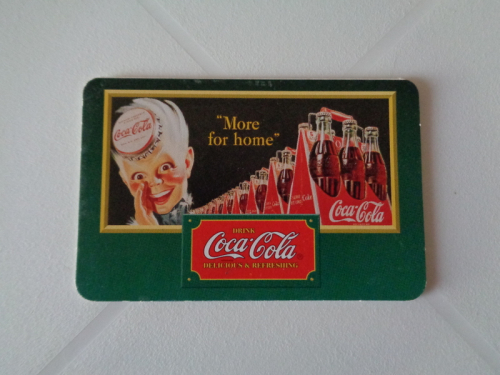 "More
for home"
Coca-Cola
Coca-Cola
DRINK
Coca-Cola
DELICIOUS & REFRESHING